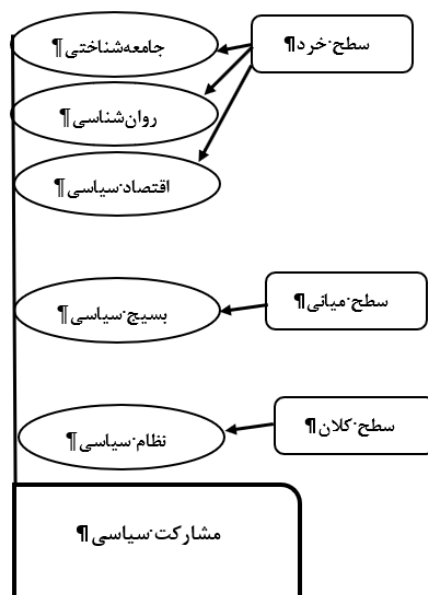 سطح خرد
جامعه‌شناختی
روان‌شناسی
اقتصاد سیاسی
سطح میانی
بسیج سیاسی
سطح کلان
نظام سیاسی
مشارکت سیاسی